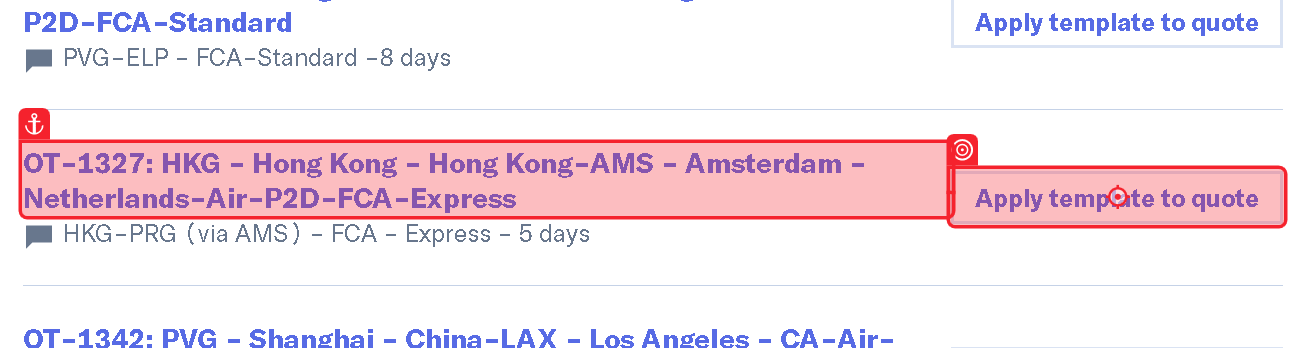 P2D-FCA-Standard
Apply template to quote
PVG-ELP - FCA-Standard -8 days
OT-1327: HKG - Hong Kong - Hong Kong-AMS - Amsterdam -
Netherlands-Air-P2D-FCA-Express
Apply template to quote
HKG-PRG (via AMS) - FCA - Express - 5 days
OT-1342: PVG - Shanghai - China-LAX - Los Angeles - CA-Air-